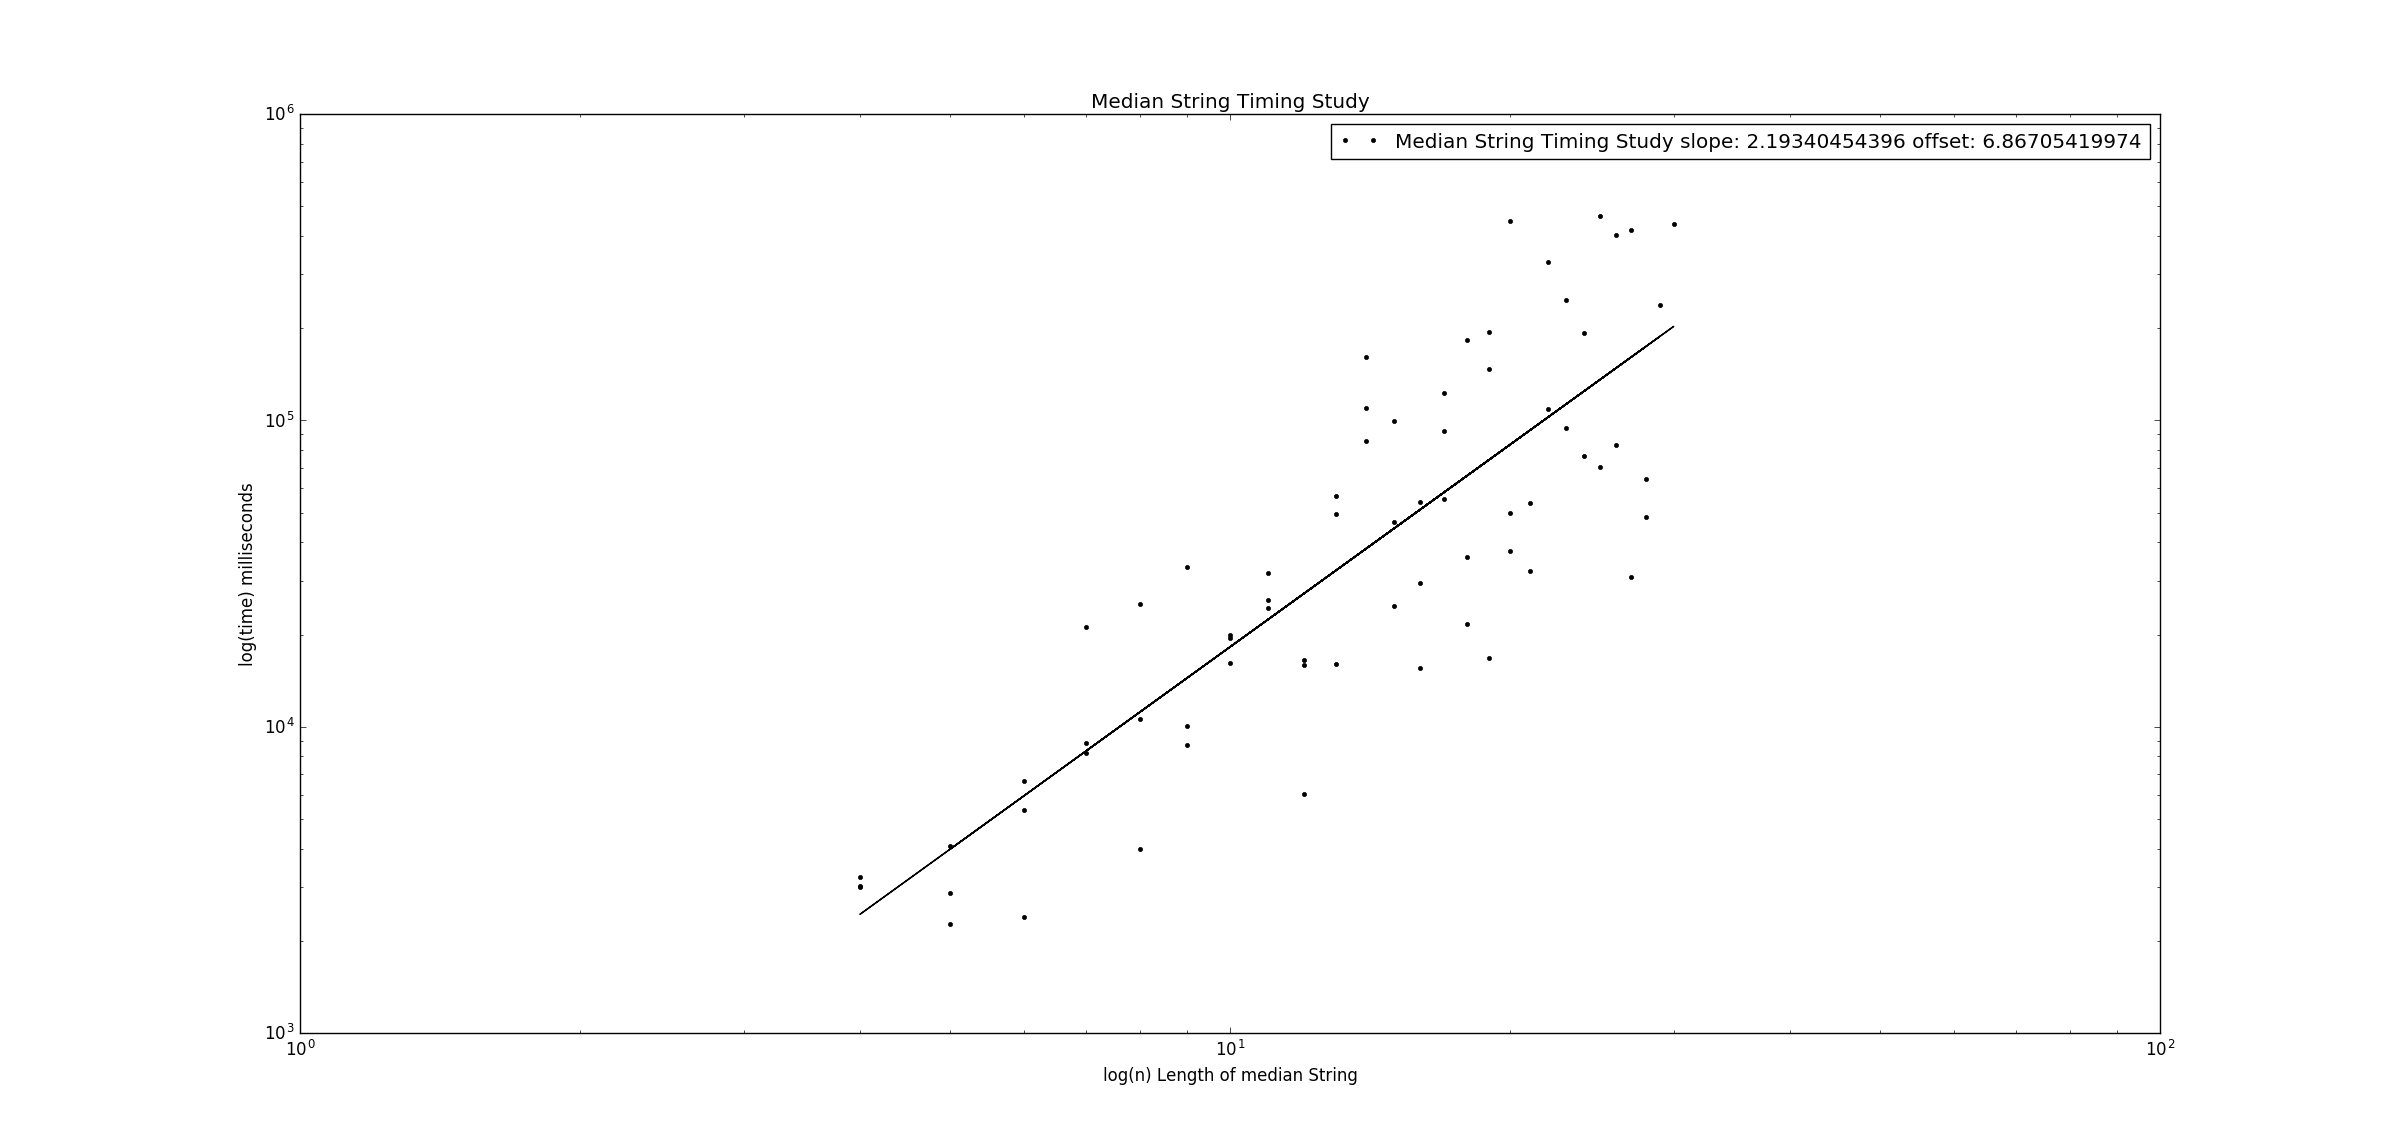 Median String Timing Study
10^6
Median String Timing Study slope: 2.19340454396 offset: 6.86705419974
10^5
log(time) milliseconds
10^4
10^3
10^0 10^1 10^2
log(n) Length of median String